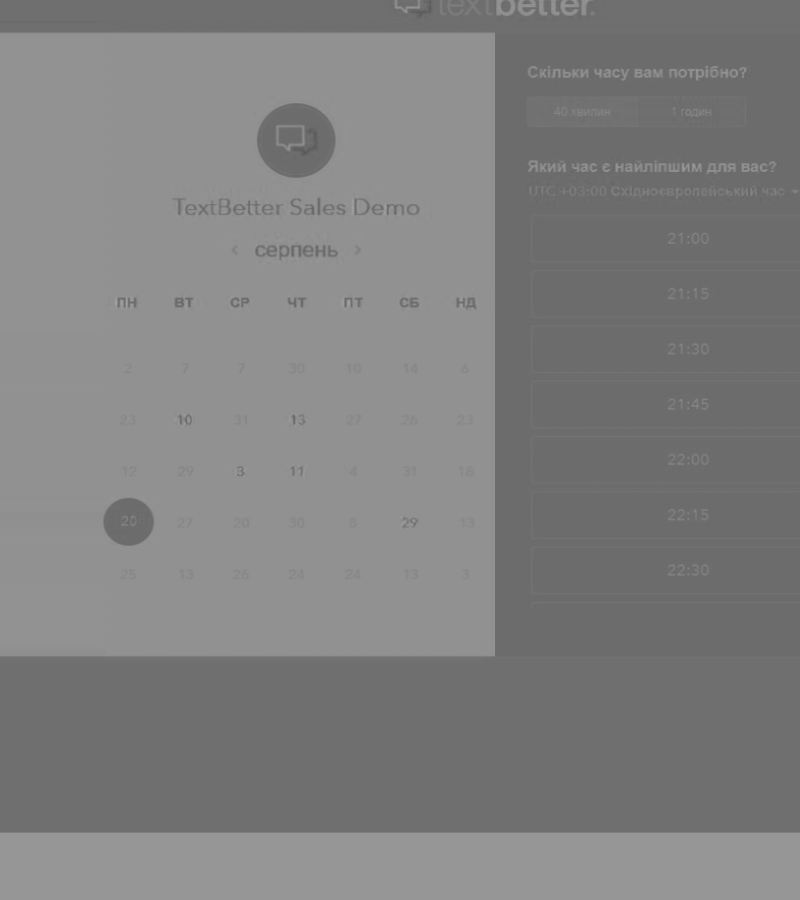 textbetter.
TextBetter Sales Demo
< серпень >
ПН ВТ СР ЧТ ПТ СБ НД
2 7 7 30 10 14 6
23 10 31 13 27 26 23
12 29 3 11 4 31 18
20 27 20 30 5 29 13
25 13 26 24 24 13 3
Скільки часу вам потрібно?
40 хвилин 1 годин
Який час є найліпшим для вас?
UTC +03:00 Східноєвропейський час
21:00
21:15
21:30
21:45
22:00
22:15
22:30